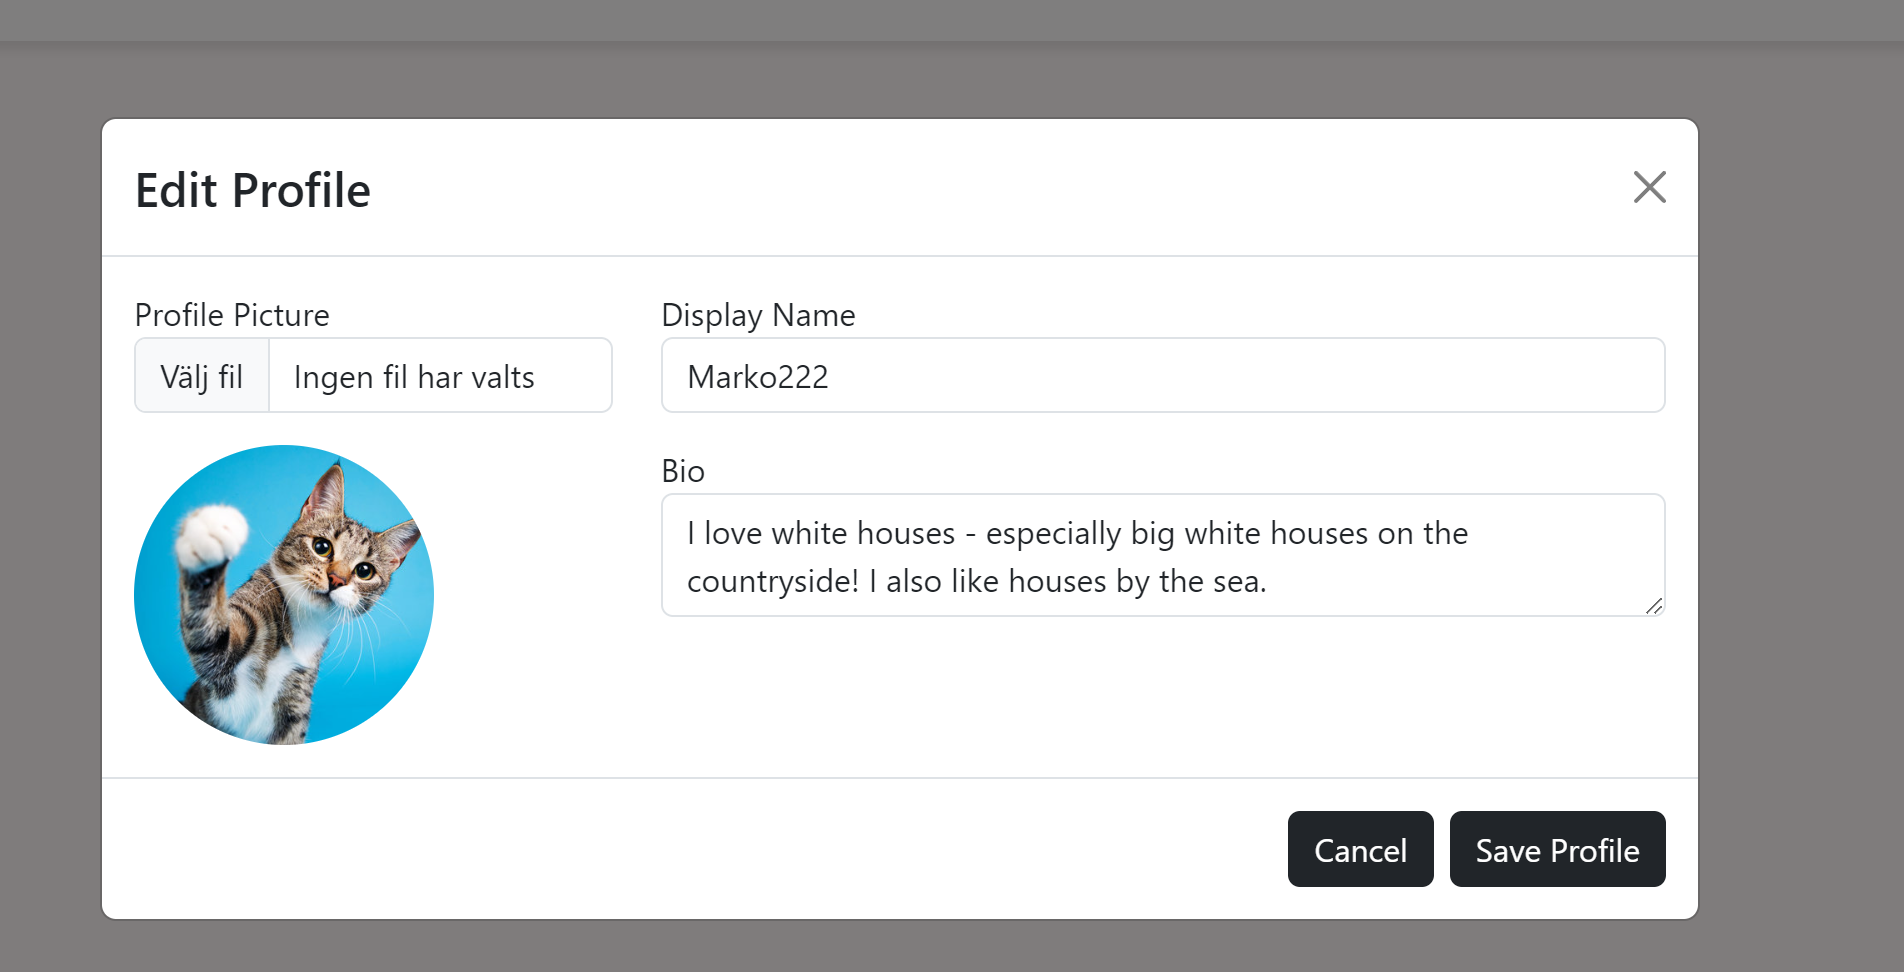 Edit Profile
Profile Picture
Välj fil Ingen fil har valts
Display Name
Marko222
Bio
I love white houses - especially big white houses on the
countryside! I also like houses by the sea.
Cancel
Save Profile